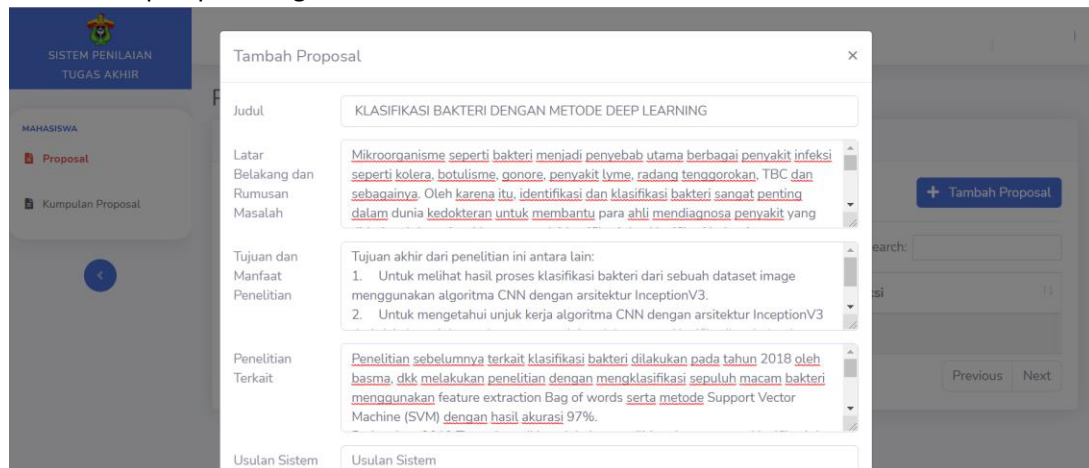 SISTEM PENILAIAN
TUGAS AKHIR
MAHASISWA
Proposal
Kumpulan Proposal
Tambah Proposal
×
Judul
KLASIFIKASI BAKTERI DENGAN METODE DEEP LEARNING
Latar
Belakang dan
Rumusan
Masalah
Mikroorganisme seperti bakteri menjadi penyebab utama berbagai penyakit infeksi
seperti kolera, botulisme, gonore, penyakit lyme, radang tenggorokan, TBC dan
sebagainya. Oleh karena itu, identifikasi dan klasifikasi bakteri sangat penting
dalam dunia kedokteran untuk membantu para ahli mendiagnosa penyakit yang
Tujuan dan
Manfaat
Penelitian
Tujuan akhir dari penelitian ini antara lain:
1. Untuk melihat hasil proses klasifikasi bakteri dari sebuah dataset image
menggunakan algoritma CNN dengan arsitektur InceptionV3.
2. Untuk mengetahui unjuk kerja algoritma CNN dengan arsitektur InceptionV3
Penelitian
Terkait
Penelitian sebelumnya terkait klasifikasi bakteri dilakukan pada tahun 2018 oleh
basma, dkk melakukan penelitian dengan mengklasifikasi sepuluh macam bakteri
menggunakan feature extraction Bag of words serta metode Support Vector
Machine (SVM) dengan hasil akurasi 97%.
Usulan Sistem
Usulan Sistem
+ Tambah Proposal
earch:
si
Previous Next